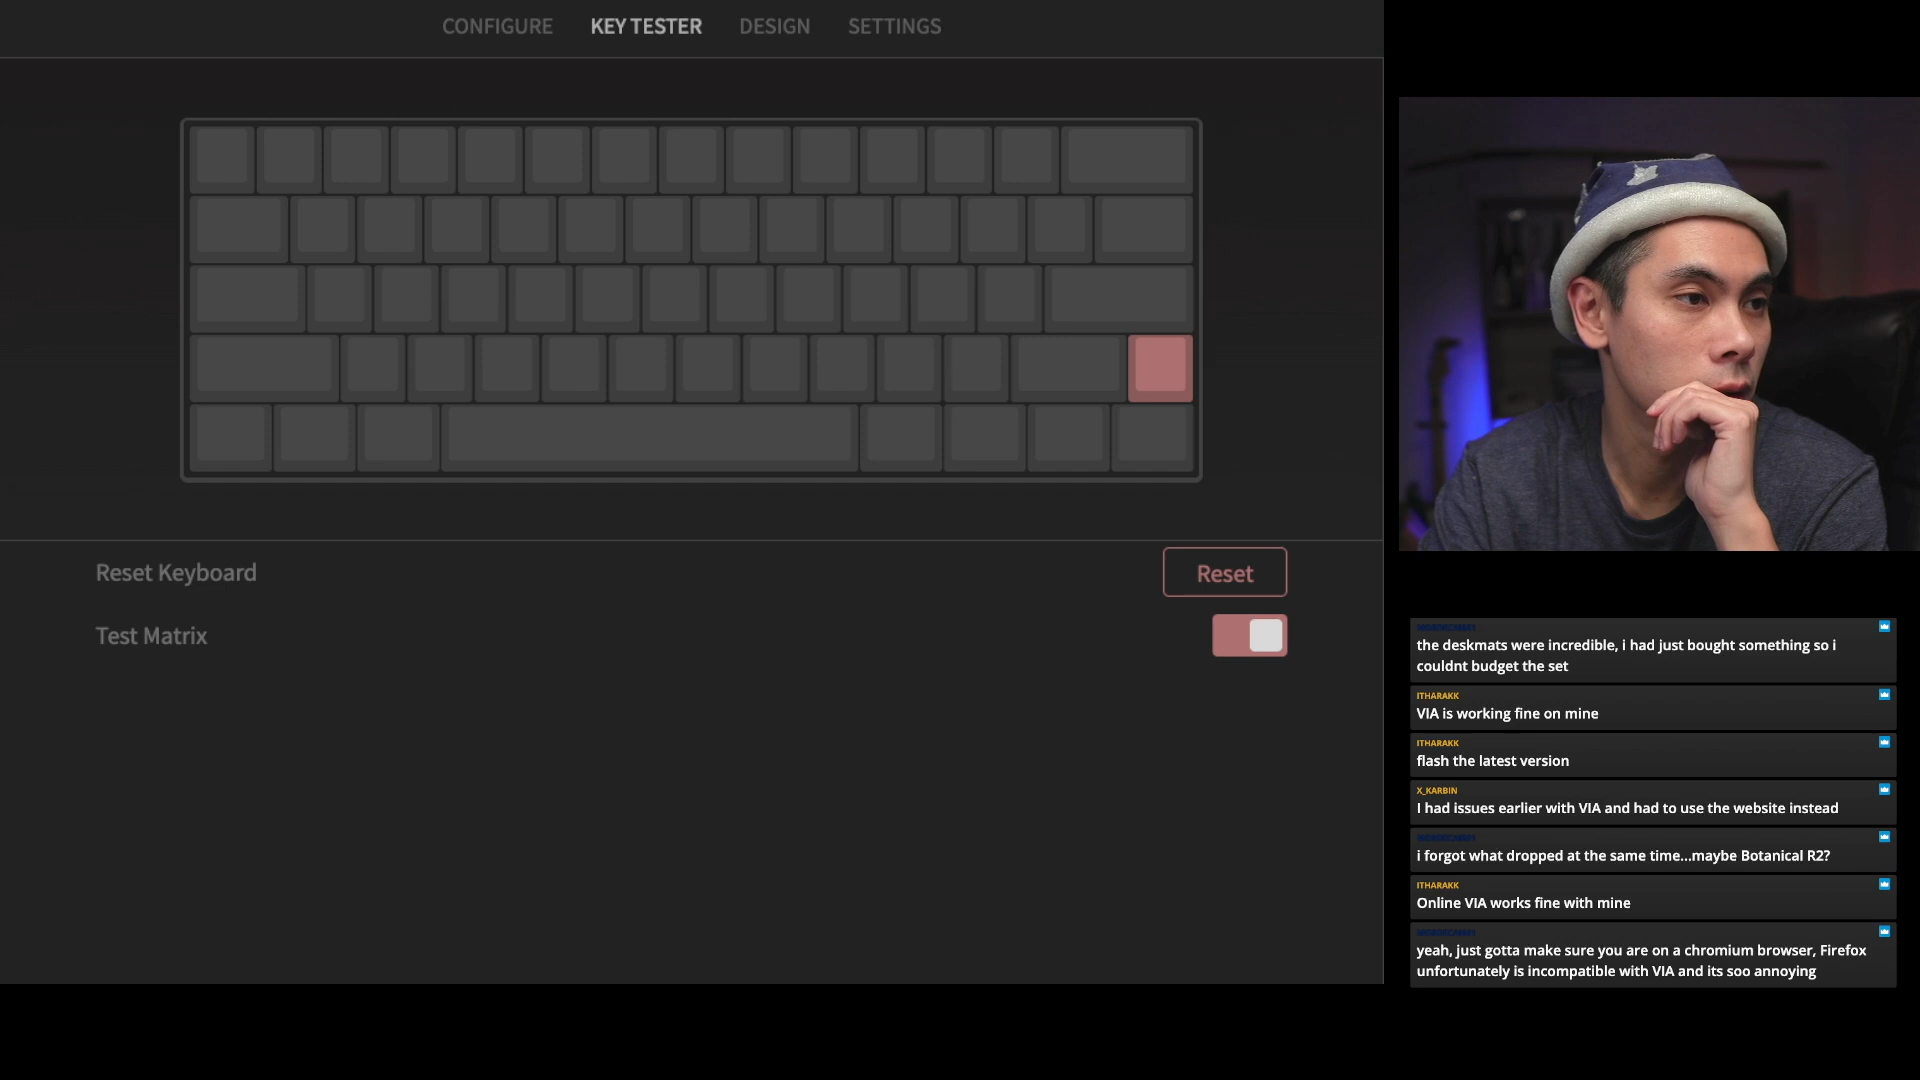 CONFIGURE
KEY TESTER
DESIGN
SETTINGS
Reset Keyboard
Reset
Test Matrix
the deskmats were incredible, i had just bought something so i
couldnt budget the set
ITHARAKK
VIA is working fine on mine
ITHARAKK
flash the latest version
X_KARBIN
I had issues earlier with VIA and had to use the website instead
i forgot what dropped at the same time...maybe Botanical R2?
ITHARAKK
Online VIA works fine with mine
yeah, just gotta make sure you are on a chromium browser, Firefox
unfortunately is incompatible with VIA and its soo annoying